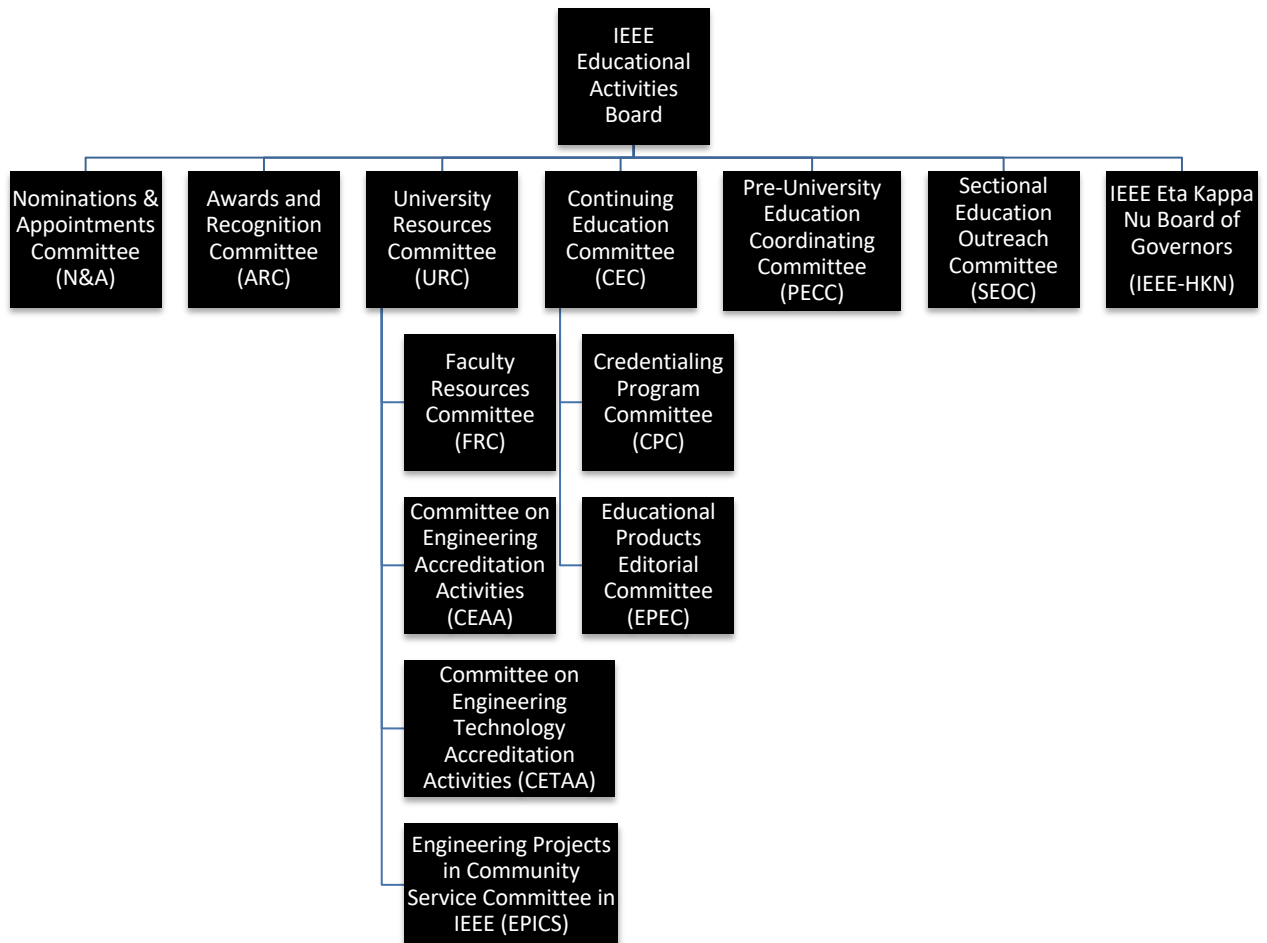 IEEE
Educational
Activities
Board
Nominations &
Appointments
Committee
(N&A)
Awards and
Recognition
Committee
(ARC)
University
Resources
Committee
(URC)
Continuing
Education
Committee
(CEC)
Pre-University
Education
Coordinating
Committee
(PECC)
Sectional
Education
Outreach
Committee
(SEOC)
IEEE Eta Kappa
Nu Board of
Governors
(IEEE-HKN)
Faculty
Resources
Committee
(FRC)
Credentialing
Program
Committee
(CPC)
Committee on
Engineering
Accreditation
Activities
(CEAA)
Educational
Products
Editorial
Committee
(EPEC)
Committee on
Engineering
Technology
Accreditation
Activities (CETAA)
Engineering Projects
in Community
Service Committee in
IEEE (EPICS)